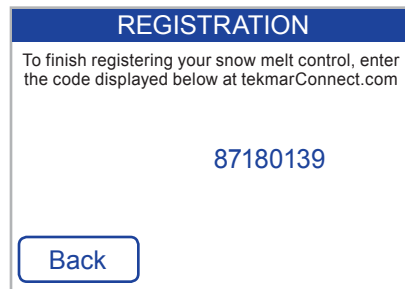 REGISTRATION
To finish registering your snow melt control, enter
the code displayed below at tekmarConnect.com
87180139
Back